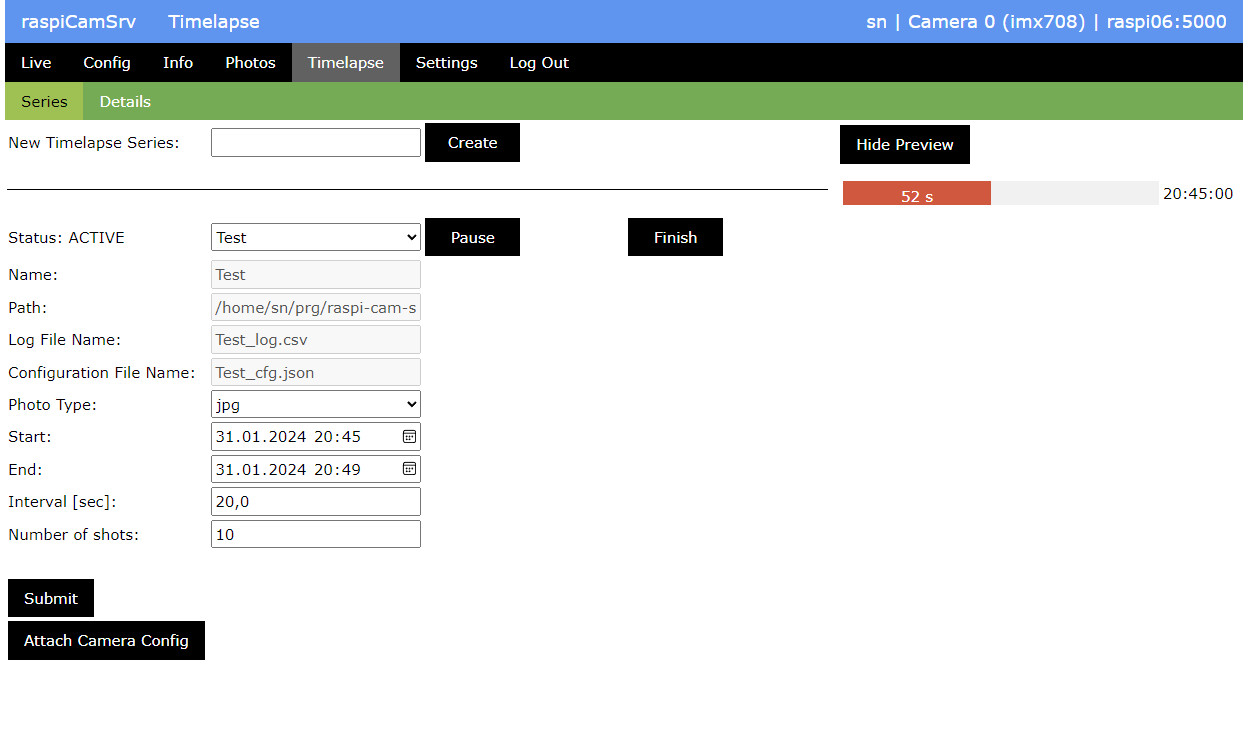 raspiCamSrv Timelapse sn | Camera 0 (imx708) | raspi06:5000
Live Config Info Photos Timelapse Settings Log Out
Series Details
New Timelapse Series: Create Hide Preview
52 s 20:45:00
Status: ACTIVE Test Pause Finish
Name: Test
Path: /home/sn/prg/raspi-cam-s
Log File Name: Test_log.csv
Configuration File Name: Test_cfg.json
Photo Type: jpg
Start: 31.01.2024 20:45
End: 31.01.2024 20:49
Interval [sec]: 20,0
Number of shots: 10
Submit
Attach Camera Config